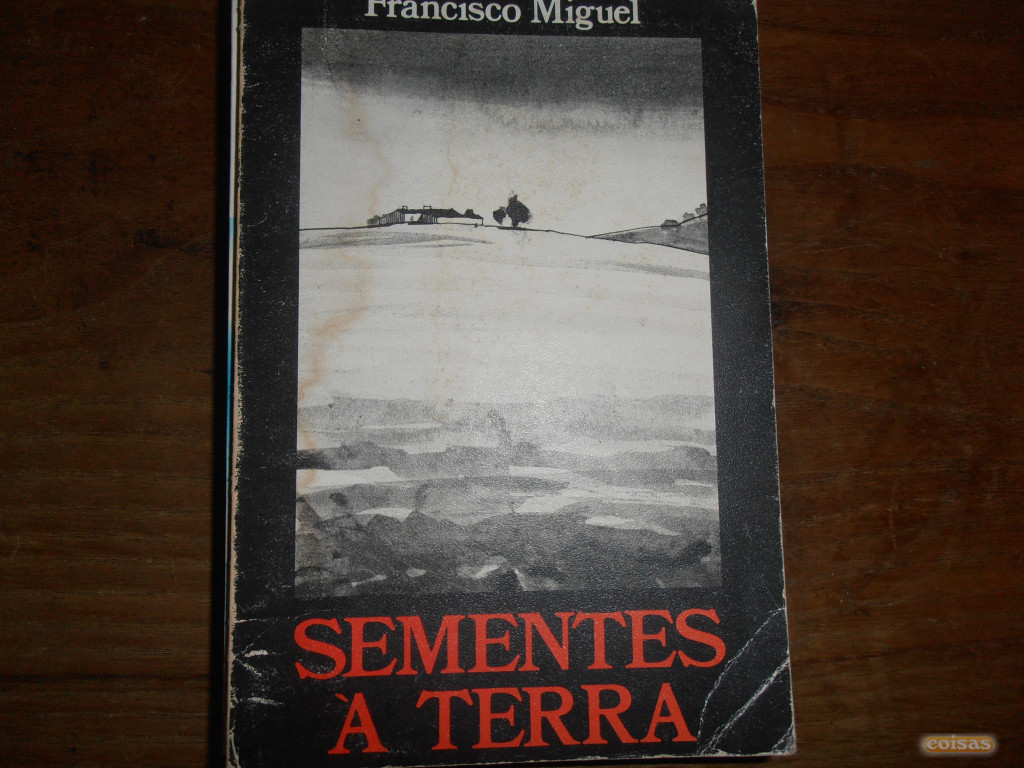 Francisco Miguel
SEMENTES
À TERRA
coisas